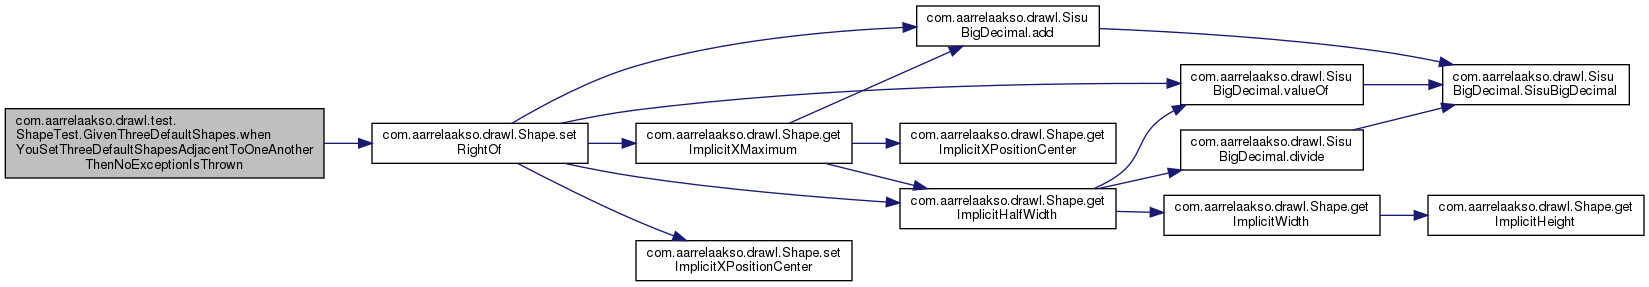 com.aarrelaakso.drawl.test.
ShapeTest.GivenThreeDefaultShapes.when
YouSetThreeDefaultShapesAdjacentToOneAnother
ThenNoExceptionIsThrown
com.aarrelaakso.drawl.Shape.set
RightOf
com.aarrelaakso.drawl.Sisu
BigDecimal.add
com.aarrelaakso.drawl.Shape.get
ImplicitXMaximum
com.aarrelaakso.drawl.Shape.set
ImplicitXPositionCenter
com.aarrelaakso.drawl.Shape.get
ImplicitXPositionCenter
com.aarrelaakso.drawl.Shape.get
ImplicitHalfWidth
com.aarrelaakso.drawl.Sisu
BigDecimal.valueOf
com.aarrelaakso.drawl.Sisu
BigDecimal.divide
com.aarrelaakso.drawl.Shape.get
ImplicitWidth
com.aarrelaakso.drawl.Sisu
BigDecimal.SisuBigDecimal
com.aarrelaakso.drawl.Shape.get
ImplicitHeight